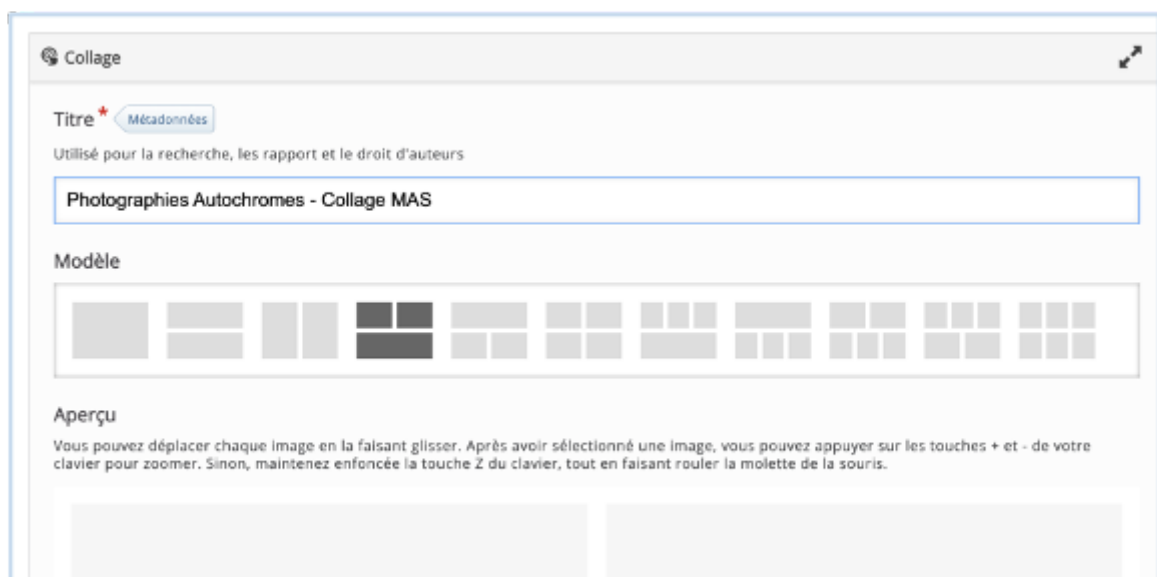 Collage
Titre * Métadonnées
Utilisé pour la recherche, les rapport et le droit d'auteurs
Photographies Autochromes - Collage MAS
Modèle
Aperçu
Vous pouvez déplacer chaque image en la faisant glisser. Après avoir sélectionné une image, vous pouvez appuyer sur les touches + et - de votre
clavier pour zoomer. Sinon, maintenez enfoncée la touche Z du clavier, tout en faisant rouler la molette de la souris.